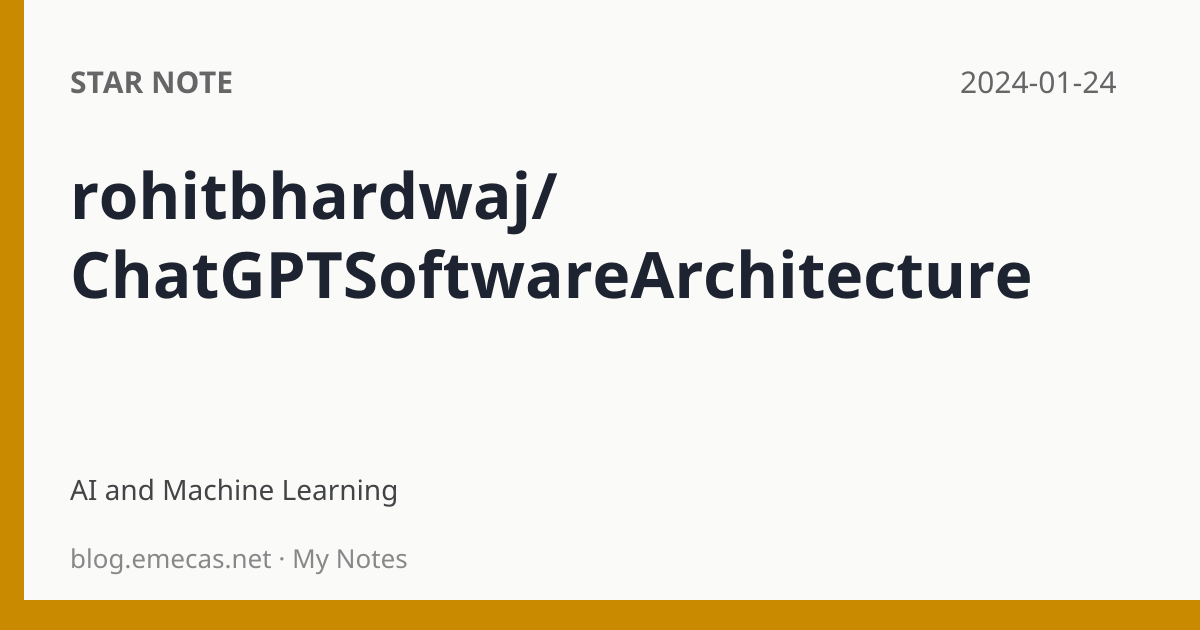 STAR NOTE
2024-01-24
rohitbhardwaj/
ChatGPTSoftwareArchitecture
AI and Machine Learning
blog.emecas.net · My Notes